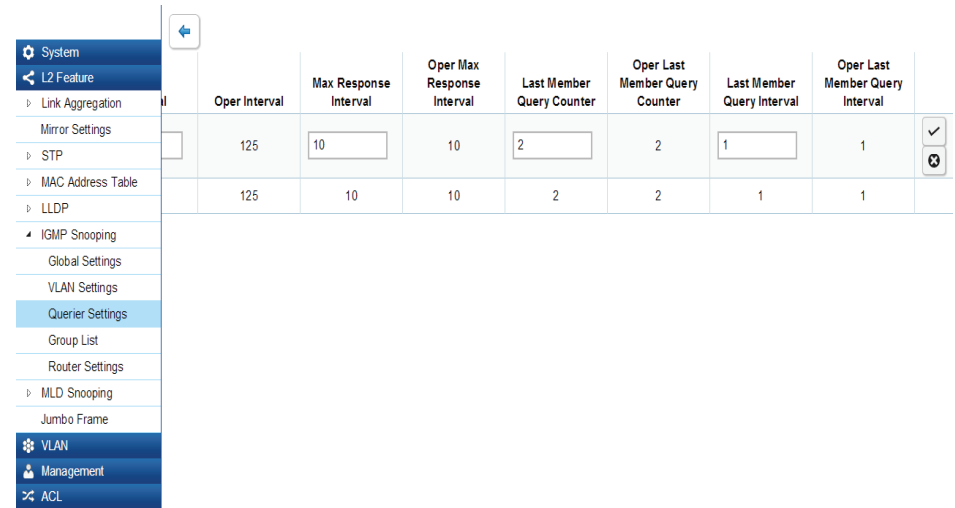 System
L2 Feature
Link Aggregation
Mirror Settings
STP
MAC Address Table
LLDP
IGMP Snooping
Global Settings
VLAN Settings
Querier Settings
Group List
Router Settings
MLD Snooping
Jumbo Frame
VLAN
Management
ACL
Oper Interval
Max Response
Interval
Oper Max
Response
Interval
Last Member
Query Counter
Oper Last
Member Query
Counter
Last Member
Query Interval
Oper Last
Member Query
Interval
125 10 10 2 2 1 1
125 10 10 2 2 1 1